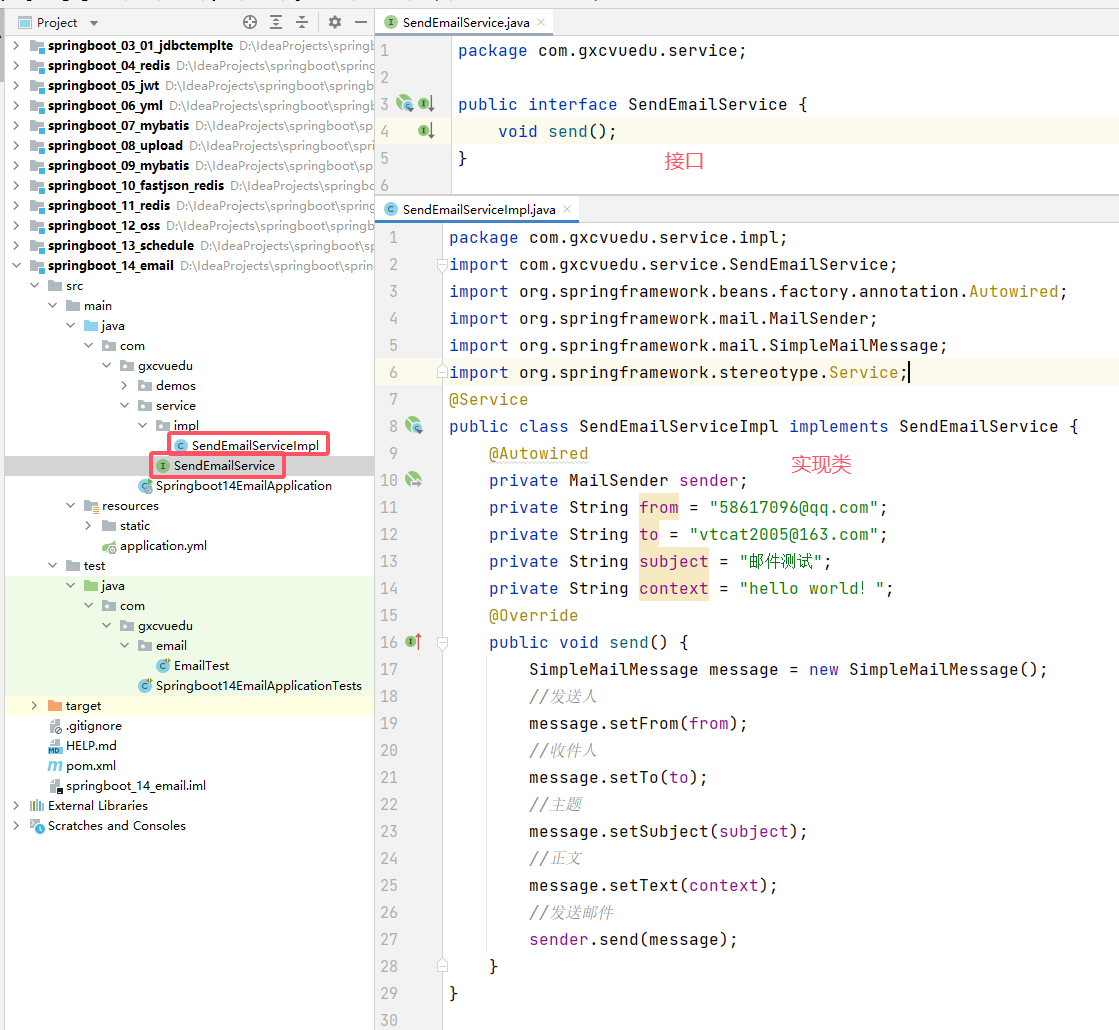 Project
springboot_03_01_jdbctemplte D:\IdeaProjects\springb
springboot_04_redis D:\IdeaProjects\springboot\spring
springboot_05_jwt D:\IdeaProjects\springboot\springb
springboot_06_yml D:\IdeaProjects\springboot\springb
springboot_07_mybatis D:\IdeaProjects\springboot\sp
springboot_08_upload D:\IdeaProjects\springboot\spr
springboot_09_mybatis D:\IdeaProjects\springboot\sp
springboot_10_fastjson_redis D:\IdeaProjects\springb
springboot_11_redis D:\IdeaProjects\springboot\spring
springboot_12_oss D:\IdeaProjects\springboot\springb
springboot_13_schedule D:\IdeaProjects\springboot\s
springboot_14_email D:\IdeaProjects\springboot\sprin
src
main
java
com
gxcvuedu
demos
service
impl
SendEmailServiceImpl
SendEmailService
Springboot14EmailApplication
resources
static
application.yml
test
java
com
gxcvuedu
email
EmailTest
Springboot14EmailApplicationTests
target
.gitignore
HELP.md
pom.xml
springboot_14_email.iml
External Libraries
Scratches and Consoles
SendEmailService.java
1 package com.gxcvuedu.service;
2
3 public interface SendEmailService {
4 void send();
5 }
接口
6
SendEmailServiceImpl.java
1 package com.gxcvuedu.service.impl;
2 import com.gxcvuedu.service.SendEmailService;
3 import org.springframework.beans.factory.annotation.Autowired;
4 import org.springframework.mail.MailSender;
5 import org.springframework.mail.SimpleMailMessage;
6 import org.springframework.stereotype.Service;
7 @Service
8 public class SendEmailServiceImpl implements SendEmailService {
9 @Autowired
实现类
10 private MailSender sender;
11 private String from = "58617096@qq.com";
12 private String to = "vtcat2005@163.com";
13 private String subject = "邮件测试";
14 private String context = "hello world！";
15 @Override
16 public void send() {
17 SimpleMailMessage message = new SimpleMailMessage();
18 //发送人
19 message.setFrom(from);
20 //收件人
21 message.setTo(to);
22 //主题
23 message.setSubject(subject);
24 //正文
25 message.setText(context);
26 //发送邮件
27 sender.send(message);
28 }
29 }
30